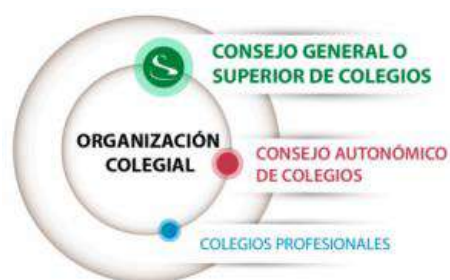 CONSEJO GENERAL O
SUPERIOR DE COLEGIOS
ORGANIZACIÓN
COLEGIAL
CONSEJO AUTONÓMICO
DE COLEGIOS
COLEGIOS PROFESIONALES